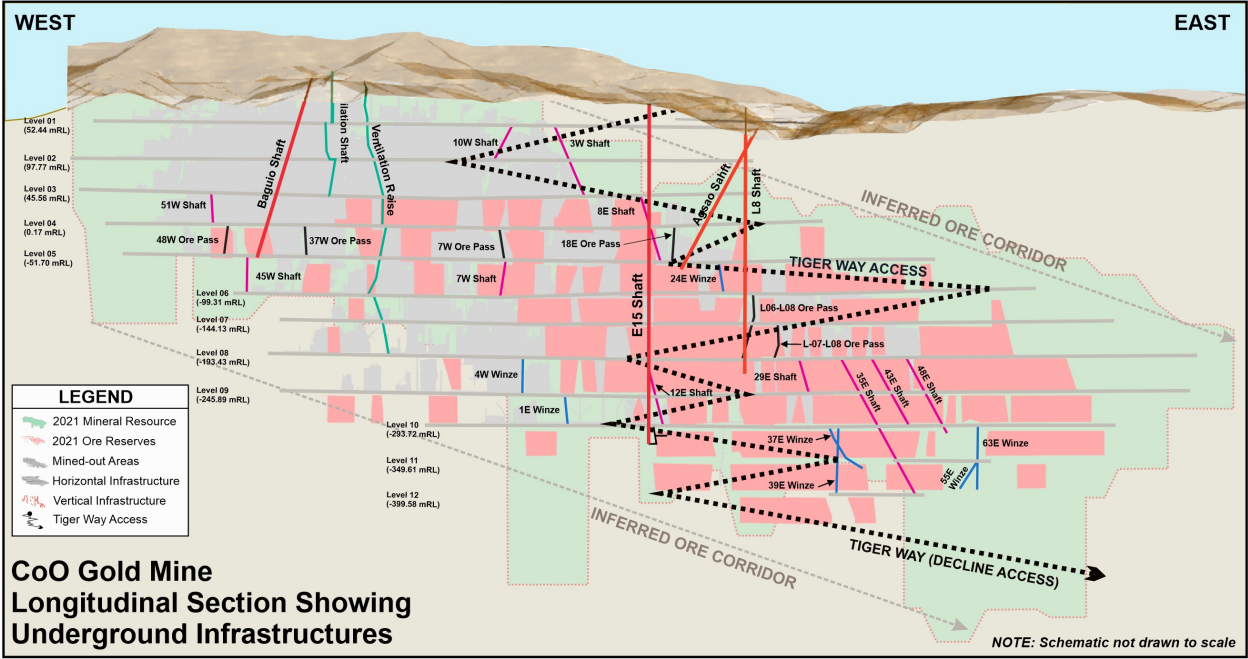 WEST
EAST
Level 01
(52.44 mRL)
Level 02
(97.77 mRL)
Level 03
(45.56 mRL)
Level 04
(0.17 mRL)
Level 05
(-51.70 mRL)
Level 06
(-99.31 mRL)
Level 07
(-144.13 mRL)
Level 08
(-193.43 mRL)
Level 09
(-245.89 mRL)
Level 10
(-293.72 mRL)
Level 11
(-349.61 mRL)
Level 12
(-399.58 mRL)
Baguio Shaft
ilation Shaft
Ventilation Raise
10W Shaft
3W Shaft
51W Shaft
48W Ore Pass
37W Ore Pass
7W Ore Pass
45W Shaft
7W Shaft
8E Shaft
18E Ore Pass
Agsao Sahft
L8 Shaft
24E Winze
E15 Shaft
TIGER WAY ACCESS
INFERRED ORE CORRIDOR
L06-L08 Ore Pass
L-07-L08 Ore Pass
4W Winze
1E Winze
12E Shaft
29E Shaft
35E Shaft
43E Shaft
48E Shaft
37E Winze
39E Winze
63E Winze
55E
Winze
INFERRED ORE CORRIDOR
TIGER WAY (DECLINE ACCESS)
LEGEND
2021 Mineral Resource
2021 Ore Reserves
Mined-out Areas
Horizontal Infrastructure
Vertical Infrastructure
Tiger Way Access
CoO Gold Mine
Longitudinal Section Showing
Underground Infrastructures
NOTE: Schematic not drawn to scale